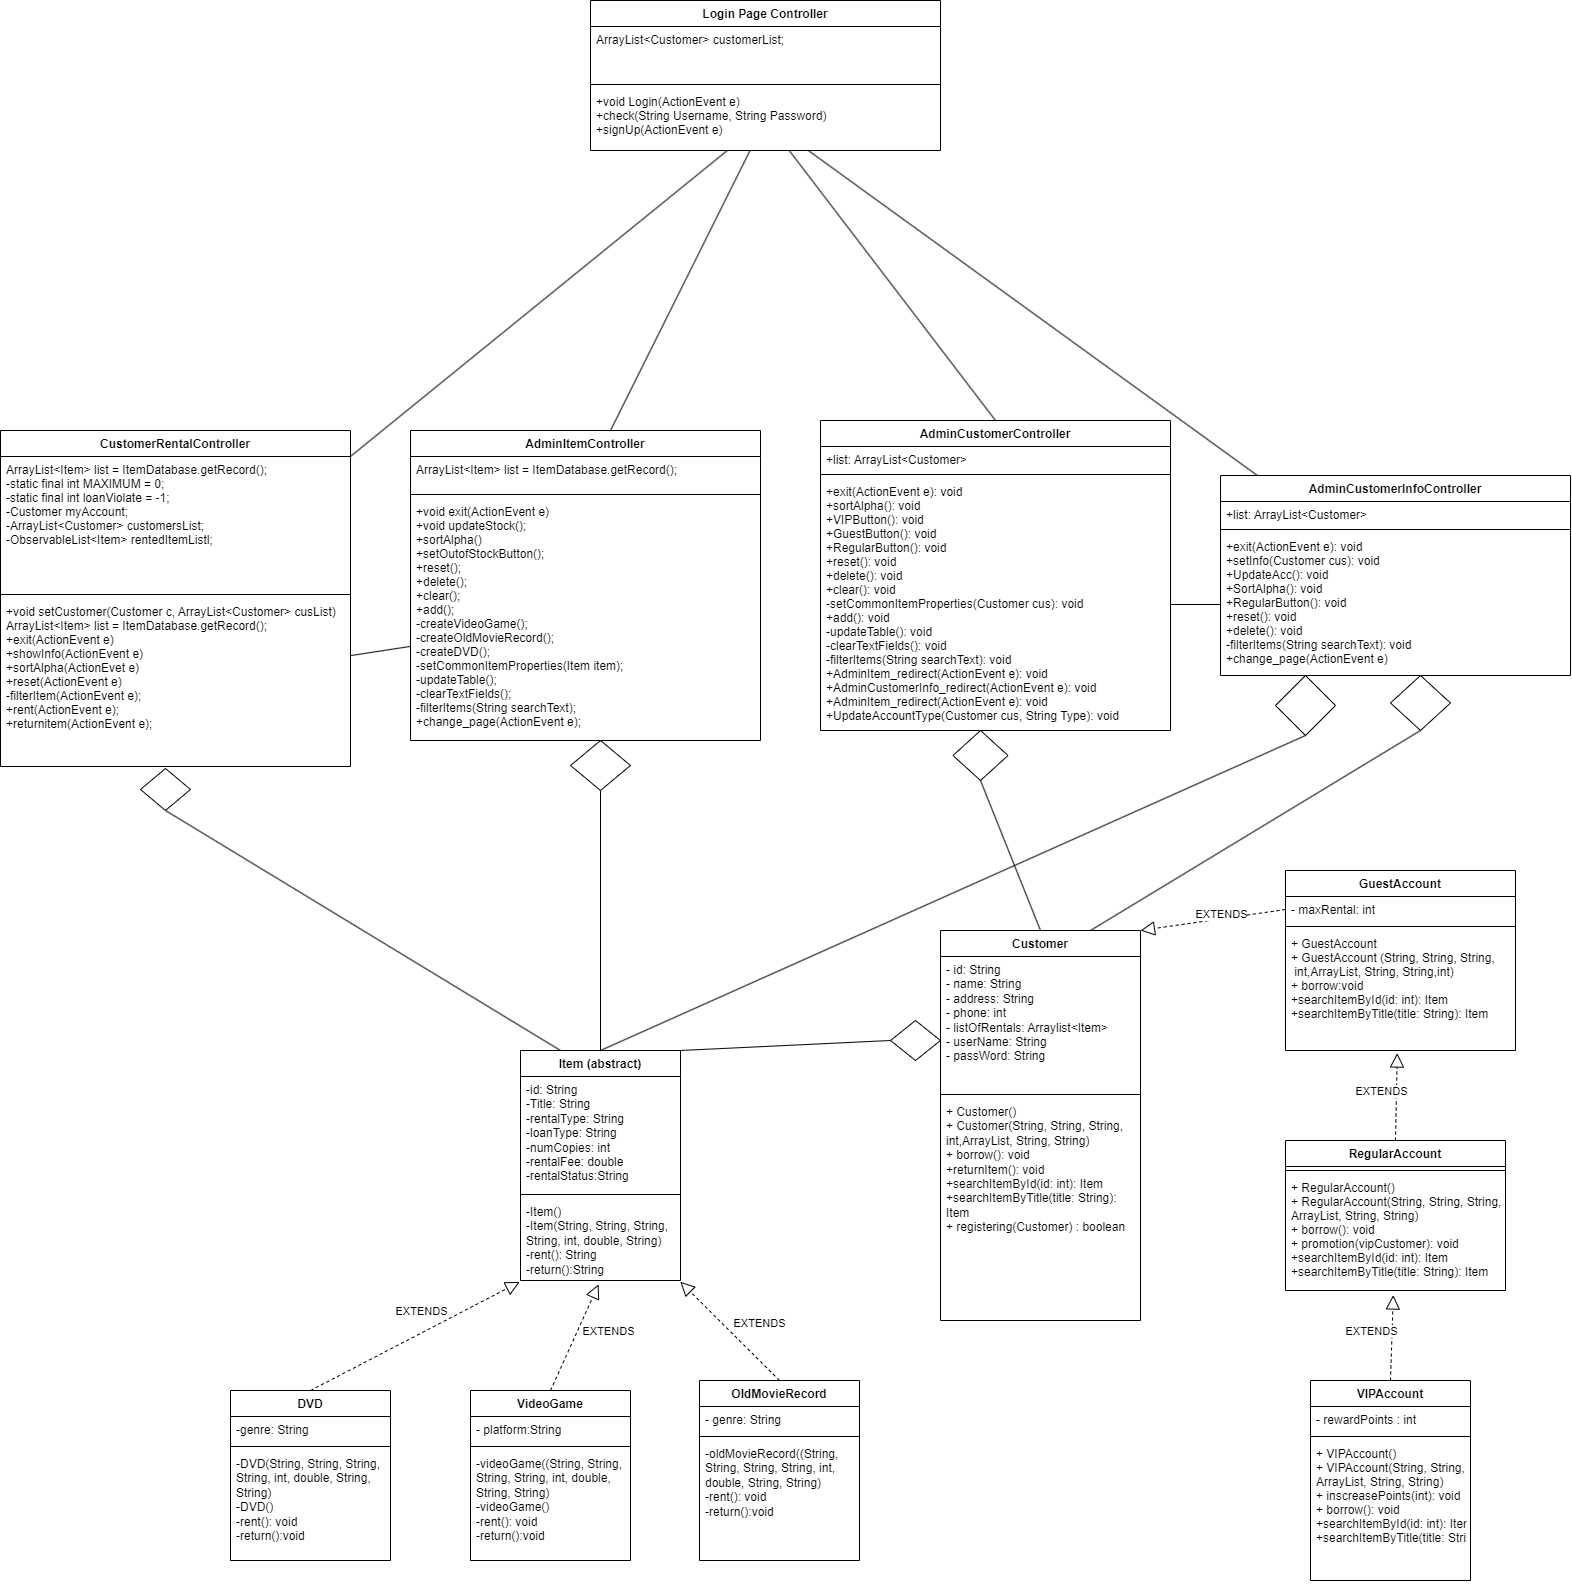 Login Page Controller
ArrayList<Customer> customerList;
+void Login(ActionEvent e)
+check(String Username, String Password)
+signUp(ActionEvent e)
CustomerRentalController
ArrayList<Item> list = ItemDatabase.getRecord();
-static final int MAXIMUM = 0;
-static final int loanViolate = -1;
-Customer myAccount;
-ArrayList<Customer> customersList;
-ObservableList<Item> rentedItemListl;
+void setCustomer(Customer c, ArrayList<Customer> cusList)
ArrayList<Item> list = ItemDatabase.getRecord();
+exit(ActionEvent e)
+showInfo(ActionEvent e)
+sortAlpha(ActionEvet e)
+reset(ActionEvent e)
-filterItem(ActionEvent e);
+rent(ActionEvent e);
+returnitem(ActionEvent e);
AdminItemController
ArrayList<Item> list = ItemDatabase.getRecord();
+void exit(ActionEvent e)
+void updateStock();
+sortAlpha()
+setOutofStockButton();
+reset();
+delete();
+clear();
+add();
-createVideoGame();
-createOldMovieRecord();
-createDVD();
-setCommonItemProperties(Item item);
-updateTable();
-clearTextFields();
-filterItems(String searchText);
+change_page(ActionEvent e);
AdminCustomerController
+list: ArrayList<Customer>
+exit(ActionEvent e): void
+sortAlpha(): void
+VIPButton(): void
+GuestButton(): void
+RegularButton(): void
+reset(): void
+delete(): void
+clear(): void
-setCommonItemProperties(Customer cus): void
+add(): void
-updateTable(): void
-clearTextFields(): void
-filterItems(String searchText): void
+AdminItem_redirect(ActionEvent e): void
+AdminCustomerInfo_redirect(ActionEvent e): void
+AdminItem_redirect(ActionEvent e): void
+UpdateAccountType(Customer cus, String Type): void
AdminCustomerInfoController
+list: ArrayList<Customer>
+exit(ActionEvent e): void
+setInfo(Customer cus): void
+UpdateAcc(): void
+SortAlpha(): void
+RegularButton(): void
+reset(): void
+delete(): void
-filterItems(String searchText): void
+change_page(ActionEvent e)
GuestAccount
- maxRental: int
+ GuestAccount
+ GuestAccount (String, String, String,
int,ArrayList, String, String,int)
+ borrow:void
+searchItemById(id: int): Item
+searchItemByTitle(title: String): Item
EXTENDS
Customer
- id: String
- name: String
- address: String
- phone: int
- listOfRentals: Arraylist<Item>
- userName: String
- passWord: String
+ Customer()
+ Customer(String, String, String,
int,ArrayList, String, String)
+ borrow(): void
+returnItem(): void
+searchItemById(id: int): Item
+searchItemByTitle(title: String):
Item
+ registering(Customer) : boolean
Item (abstract)
-id: String
-Title: String
-rentalType: String
-loanType: String
-numCopies: int
-rentalFee: double
-rentalStatus:String
-Item()
-Item(String, String, String,
String, int, double, String)
-rent(): String
-return():String
EXTENDS
RegularAccount
+ RegularAccount()
+ RegularAccount(String, String, String,
ArrayList, String, String)
+ borrow(): void
+ promotion(vipCustomer): void
+searchItemById(id: int): Item
+searchItemByTitle(title: String): Item
EXTENDS
EXTENDS
EXTENDS
EXTENDS
DVD
-genre: String
-DVD(String, String, String,
String, int, double, String,
String)
-DVD()
-rent(): void
-return():void
VideoGame
- platform:String
-videoGame((String, String,
String, String, int, double,
String, String)
-videoGame()
-rent(): void
-return():void
OldMovieRecord
- genre: String
-oldMovieRecord((String,
String, String, String, int,
double, String, String)
-rent(): void
-return():void
VIPAccount
- rewardPoints : int
+ VIPAccount()
+ VIPAccount(String, String,
ArrayList, String, String)
+ inscreasePoints(int): void
+ borrow(): void
+searchItemById(id: int): Iter
+searchItemByTitle(title: Stri